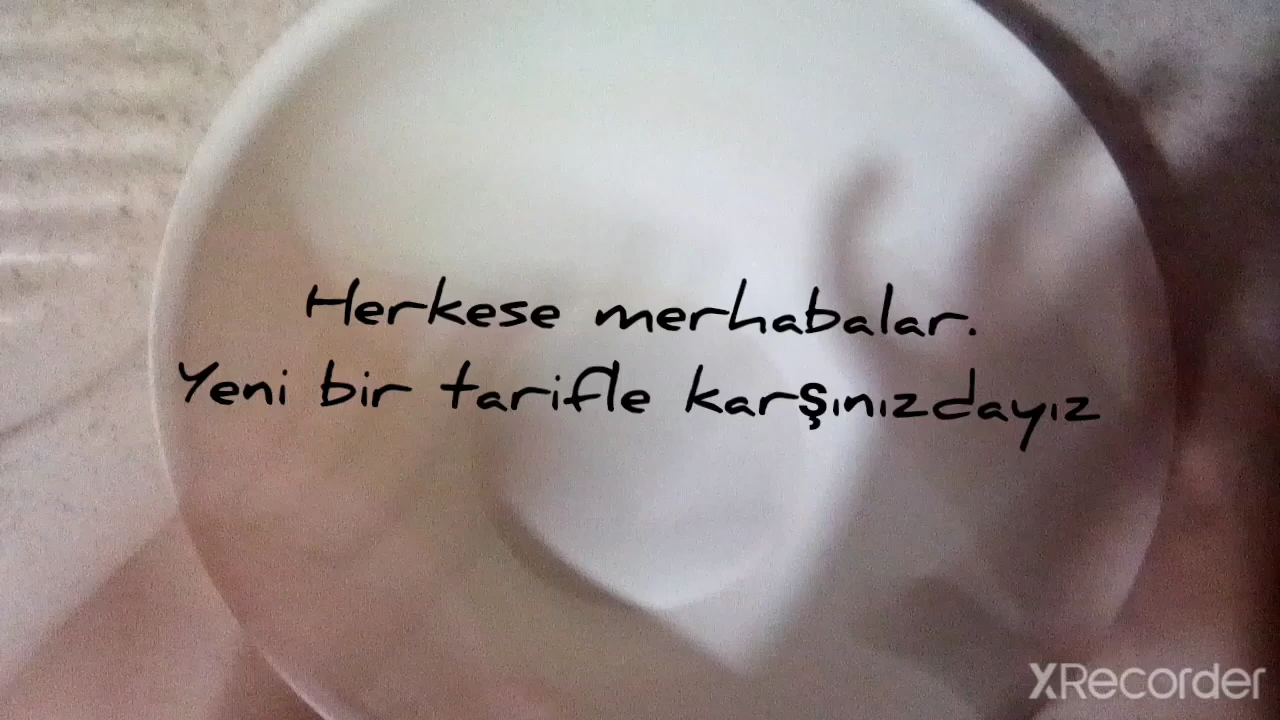 Herkese merhabalar.
Yeni bir tarifle karşınızdayız
XRecorder